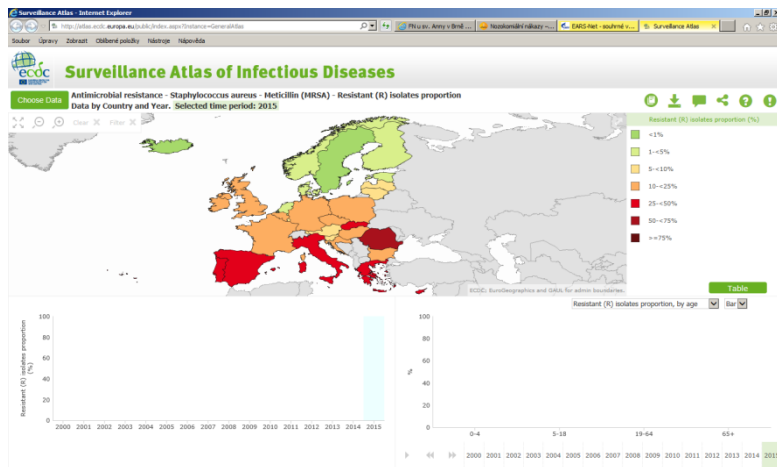 Surveillance Atlas - Internet Explorer
http://atlas.ecdc.europa.eu/public/index.aspx?Instance=GeneralAtlas
FN u sv. Anny v Brně ...
Nozokomiální nákazy –...
EARS-Net - souhrné v...
Surveillance Atlas
Soubor Úpravy Zobrazit Oblíbené položky Nástroje Nápověda
ecdc
Surveillance Atlas of Infectious Diseases
Choose Data
Antimicrobial resistance - Staphylococcus aureus - Meticillin (MRSA) - Resistant (R) isolates proportion
Data by Country and Year. Selected time period: 2015
Clear X Filter
Resistant (R) isolates proportion (%)
<1%
1-<5%
5-<10%
10-<25%
25-<50%
50-<75%
>=75%
ECDC: EuroGeographics and GAUL for admin boundaries.
Table
Resistant (R) isolates proportion, by age
Bar
Resistant (R) isolates proportion
(%)
100
80
60
40
20
0
2000 2001 2002 2003 2004 2005 2006 2007 2008 2009 2010 2011 2012 2013 2014 2015
%
100
80
60
40
20
0
0-4 5-18 19-64 65+
2000 2001 2002 2003 2004 2005 2006 2007 2008 2009 2010 2011 2012 2013 2014 2015